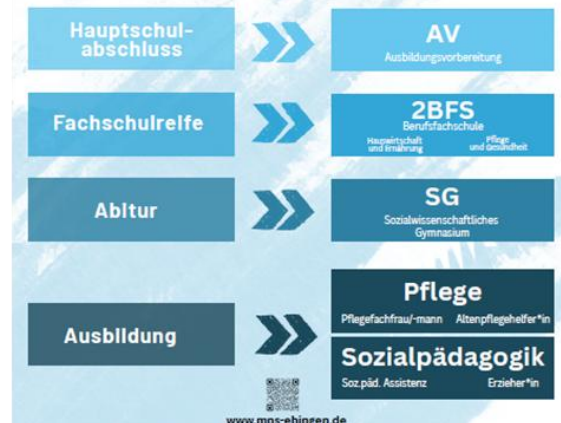 Hauptschul-
abschluss
AV
Ausbildungsvorbereitung
Fachschulreife
2BFS
Berufsfachschule
Hauswirtschaft
und Ernährung
Pflege
und Gesundheit
Abitur
SG
Sozialwissenschaftliches
Gymnasium
Ausbildung
Pflege
Pflegefachfrau/-mann Altenpflegehelfer*in
Sozialpädagogik
Soz.päd. Assistenz Erzieher*in
www.mps-ehingen.de